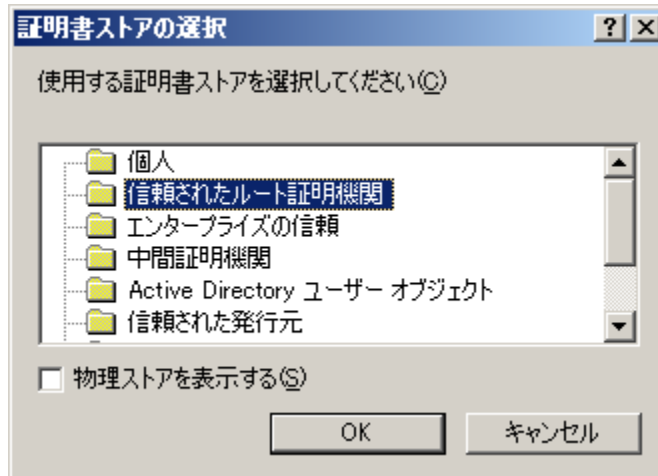 証明書ストアの選択
使用する証明書ストアを選択してください(C)
個人
信頼されたルート証明機関
エンタープライズの信頼
中間証明機関
Active Directory ユーザー オブジェクト
信頼された発行元
物理ストアを表示する(S)
OK キャンセル